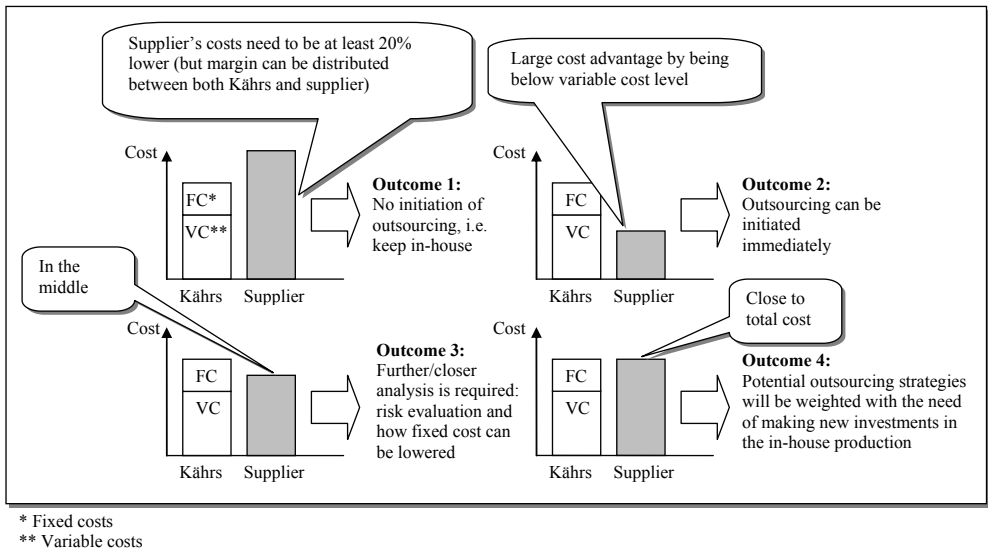 Supplier's costs need to be at least 20%
lower (but margin can be distributed
between both Kährs and supplier)
Large cost advantage by being
below variable cost level
Cost
FC*
VC**
Kährs
Supplier
Outcome 1:
No initiation of
outsourcing, i.e.
keep in-house
Cost
FC
VC
Kährs
Supplier
Outcome 2:
Outsourcing can be
initiated
immediately
In the
middle
Cost
FC
VC
Kährs
Supplier
Outcome 3:
Further/closer
analysis is required:
risk evaluation and
how fixed cost can
be lowered
Close to
total cost
Cost
FC
VC
Kährs
Supplier
Outcome 4:
Potential outsourcing strategies
will be weighted with the need
of making new investments in
the in-house production
* Fixed costs
** Variable costs